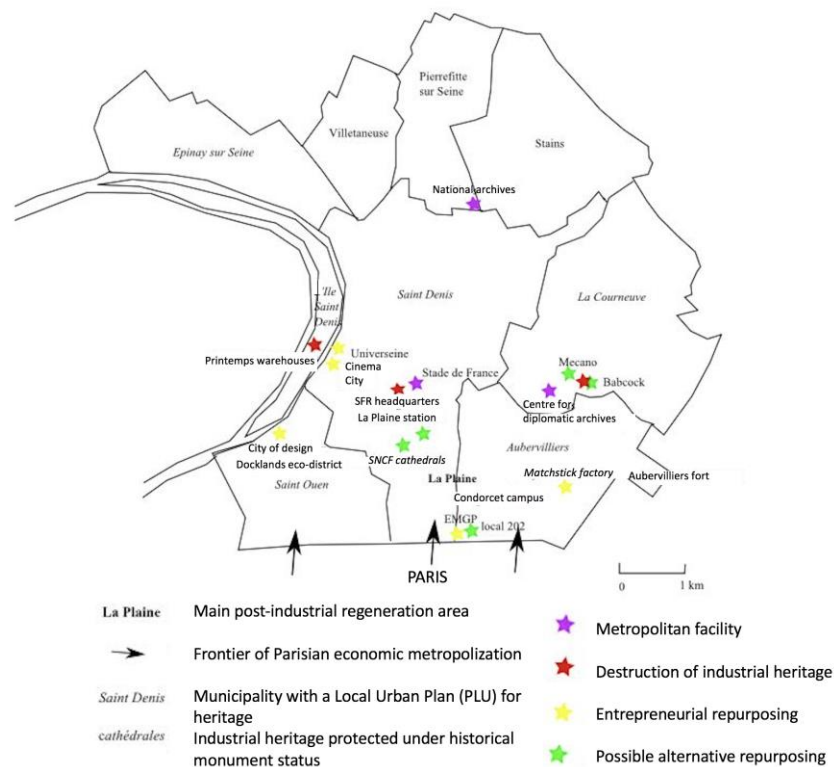 Pierrefitte
sur Seine
Villetaneuse
Stains
Epinay sur Seine
National archives
'Ile
Saint
Denis
Saint Denis
La Courneuve
Printemps warehouses
Universeine
Cinema
City
Stade de France
Mecano
Babcock
SFR headquarters
La Plaine station
Centre for
diplomatic archives
City of design
Docklands eco-district
SNCF cathedrals
Aubervilliers
Saint Ouen
La Plaine
Matchstick factory
Aubervilliers fort
Condorcet campus
EMGP
local 202
PARIS
0 1 km
La Plaine Main post-industrial regeneration area
Frontier of Parisian economic metropolization
Saint Denis Municipality with a Local Urban Plan (PLU) for
heritage
cathédrales Industrial heritage protected under historical
monument status
Metropolitan facility
Destruction of industrial heritage
Entrepreneurial repurposing
Possible alternative repurposing